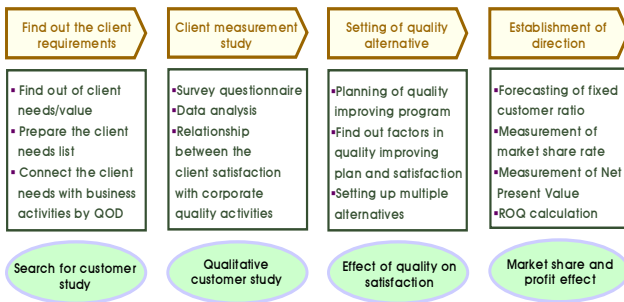 Find out the client
requirements
Client measurement
study
Setting of quality
alternative
Establishment of
direction
▪ Find out of client
needs/value
▪ Prepare the client
needs list
▪ Connect the client
needs with business
activities by QOD
▪Survey questionnaire
▪Data analysis
▪Relationship
between the
client satisfaction
with corporate
quality activities
▪Planning of quality
improving program
▪Find out factors in
quality improving
plan and satisfaction
▪Setting up multiple
alternatives
▪Forecasting of fixed
customer ratio
▪Measurement of
market share rate
▪Measurement of Net
Present Value
▪ROQ calculation
Search for customer
study
Qualitative
customer study
Effect of quality on
satisfaction
Market share and
profit effect